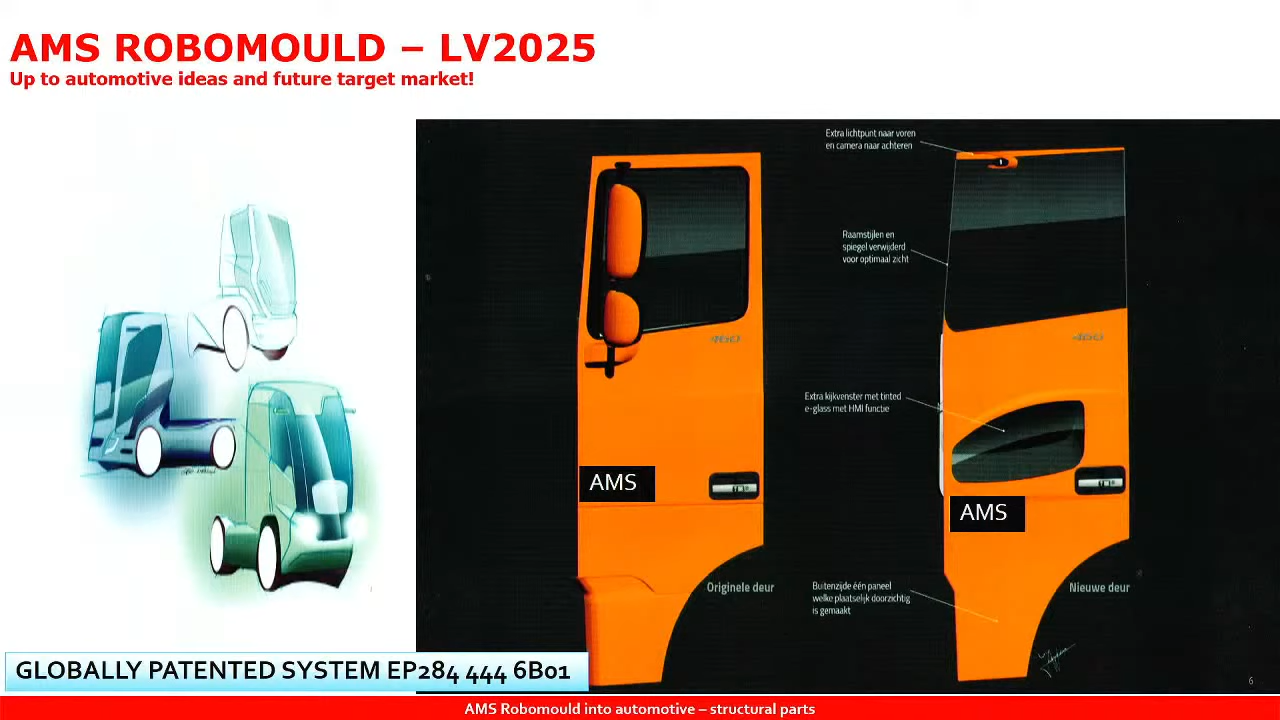 AMS ROBOMOULD – LV2025
Up to automotive ideas and future target market!
Extra lichtpunt naar voren
en camera naar achteren
Raamstijlen en
spiegel verwijderd
voor optimaal zicht
460
460
Extra kijkvenster met tinted
e-glass met HMI functie
AMS
AMS
Buitenzijde één paneel
welke plaatselijk doorzichtig
is gemaakt
Originele deur
Nieuwe deur
6
GLOBALLY PATENTED SYSTEM EP284 444 6B01
AMS Robomould into automotive – structural parts